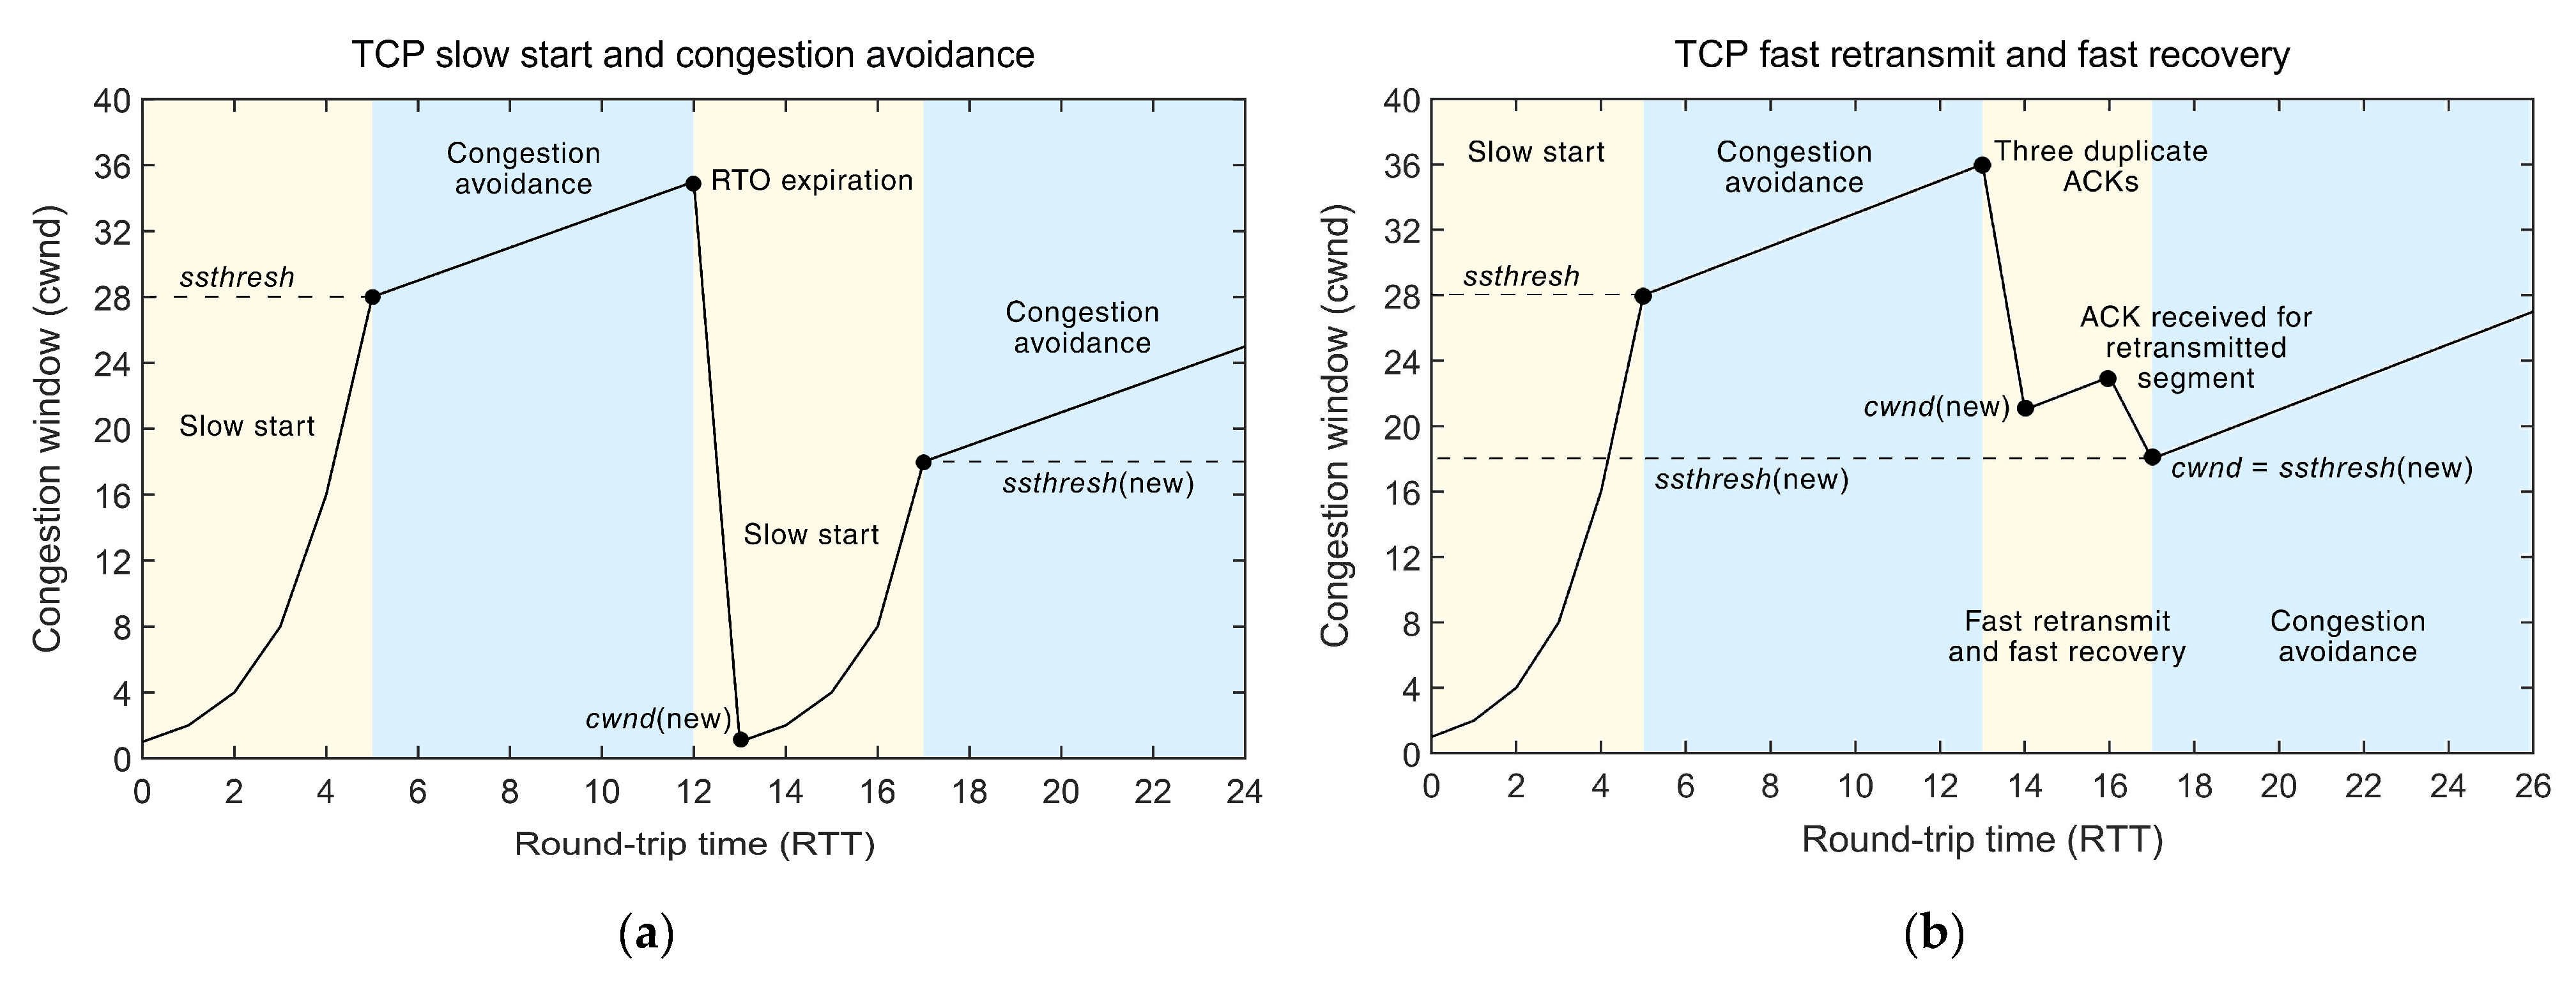 TCP slow start and congestion avoidance
Congestion window (cwnd)
40
36
32
28
24
20
16
12
8
4
0
Congestion
avoidance
RTO expiration
ssthresh
Congestion
avoidance
Slow start
ssthresh(new)
Slow start
cwnd(new)
0 2 4 6 8 10 12 14 16 18 20 22 24
Round-trip time (RTT)
(a)
TCP fast retransmit and fast recovery
Congestion window (cwnd)
40
36
32
28
24
20
16
12
8
4
0
Slow start
Congestion
avoidance
Three duplicate
ACKs
ssthresh
ACK received for
retransmitted
segment
cwnd(new)
ssthresh(new)
cwnd = ssthresh(new)
Fast retransmit
and fast recovery
Congestion
avoidance
0 2 4 6 8 10 12 14 16 18 20 22 24 26
Round-trip time (RTT)
(b)